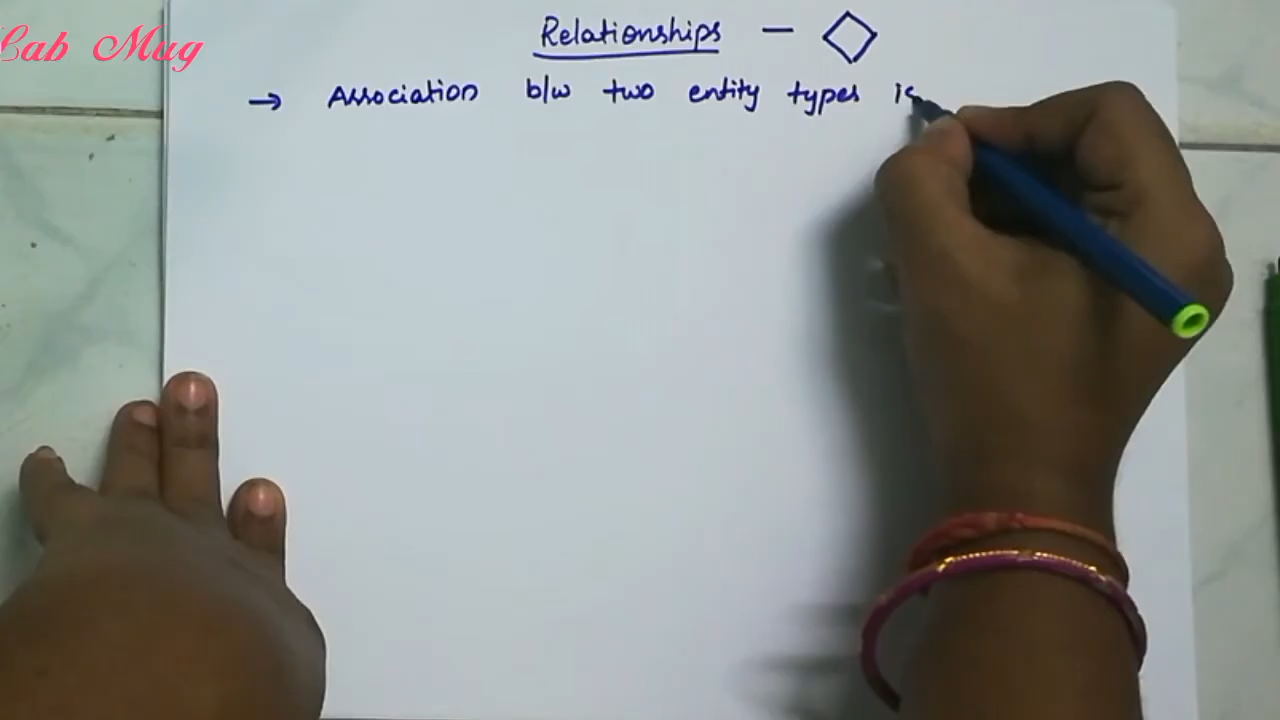 Lab Mug
Relationships —
→ Association b/w two entity types is